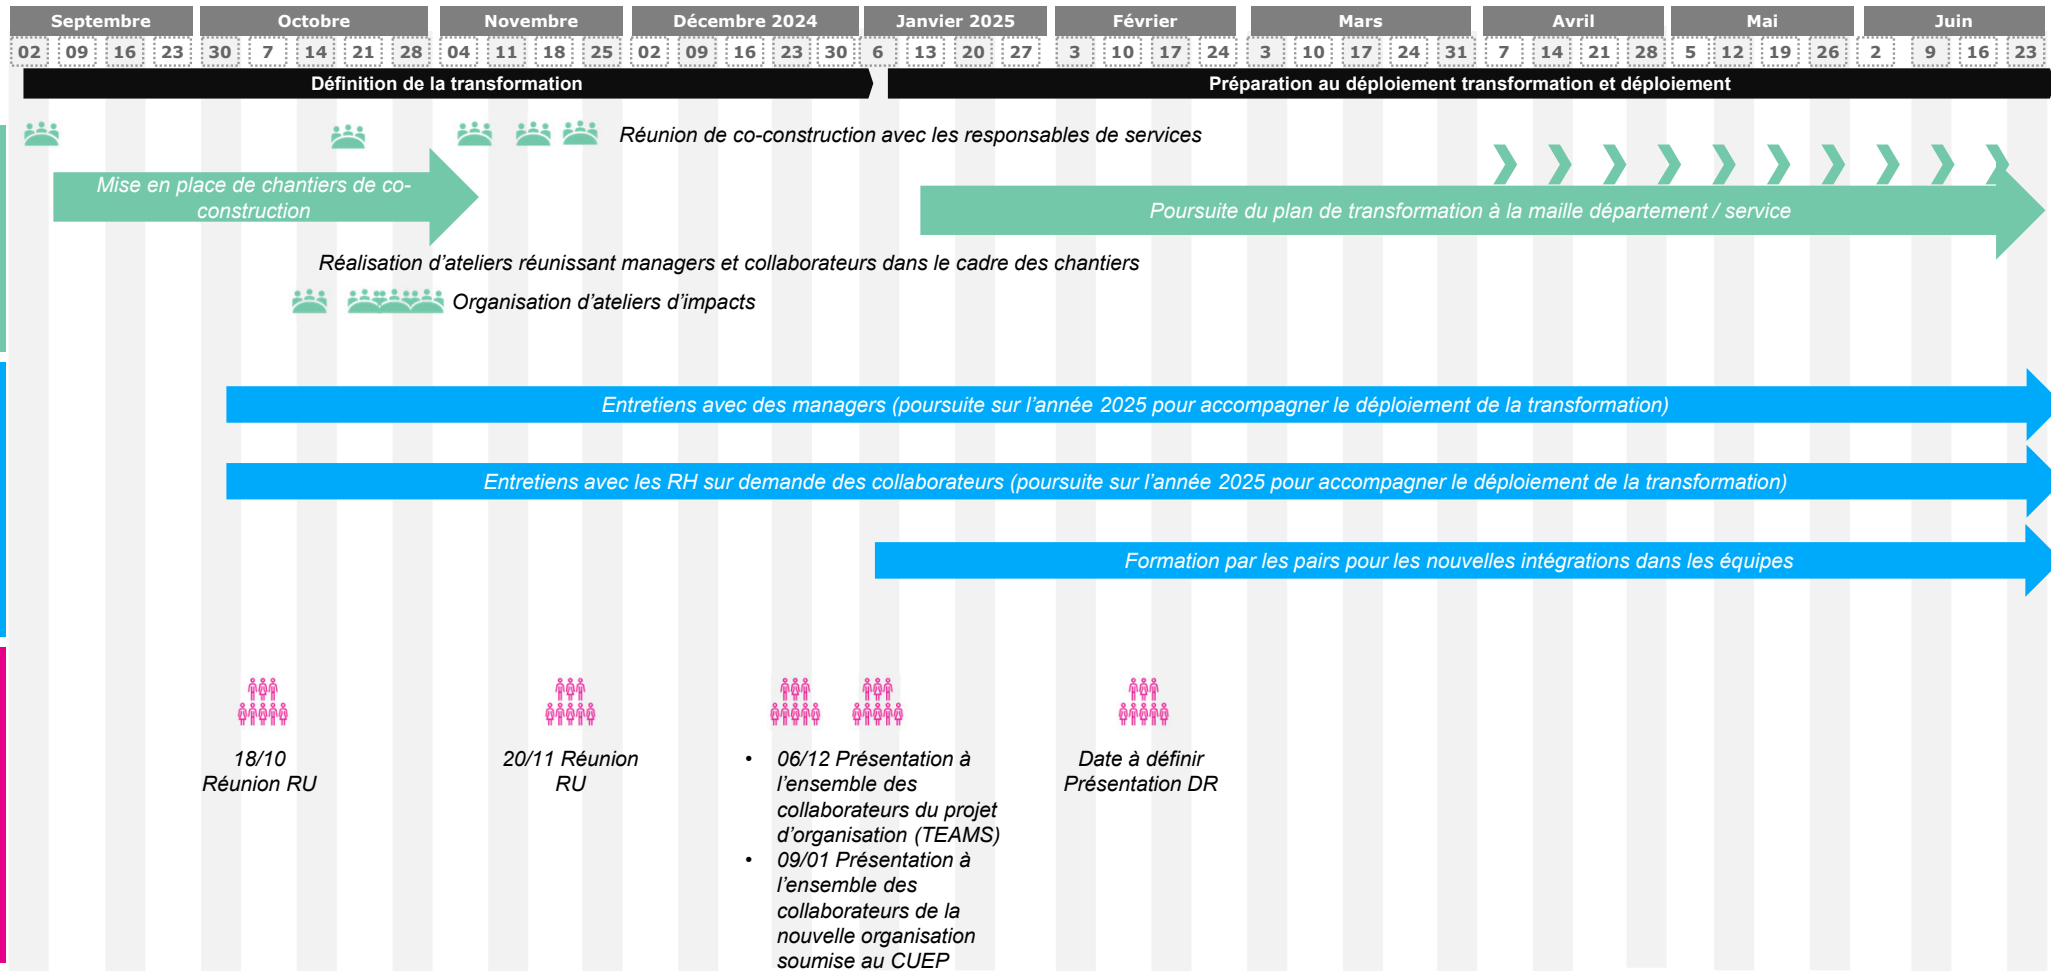 Septembre Octobre Novembre Décembre 2024 Janvier 2025 Février Mars Avril Mai Juin
02 09 16 23 30 7 14 21 28 04 11 18 25 02 09 16 23 30 6 13 20 27 3 10 17 24 3 10 17 24 31 7 14 21 28 5 12 19 26 2 9 16 23
Définition de la transformation
Préparation au déploiement transformation et déploiement
Réunion de co-construction avec les responsables de services
Mise en place de chantiers de co-
construction
Poursuite du plan de transformation à la maille département / service
Réalisation d'ateliers réunissant managers et collaborateurs dans le cadre des chantiers
Organisation d'ateliers d'impacts
Entretiens avec des managers (poursuite sur l'année 2025 pour accompagner le déploiement de la transformation)
Entretiens avec les RH sur demande des collaborateurs (poursuite sur l'année 2025 pour accompagner le déploiement de la transformation)
Formation par les pairs pour les nouvelles intégrations dans les équipes
18/10
Réunion RU
20/11 Réunion
RU
• 06/12 Présentation à
l'ensemble des
collaborateurs du projet
d'organisation (TEAMS)
• 09/01 Présentation à
l'ensemble des
collaborateurs de la
nouvelle organisation
soumise au CUEP
Date à définir
Présentation DR